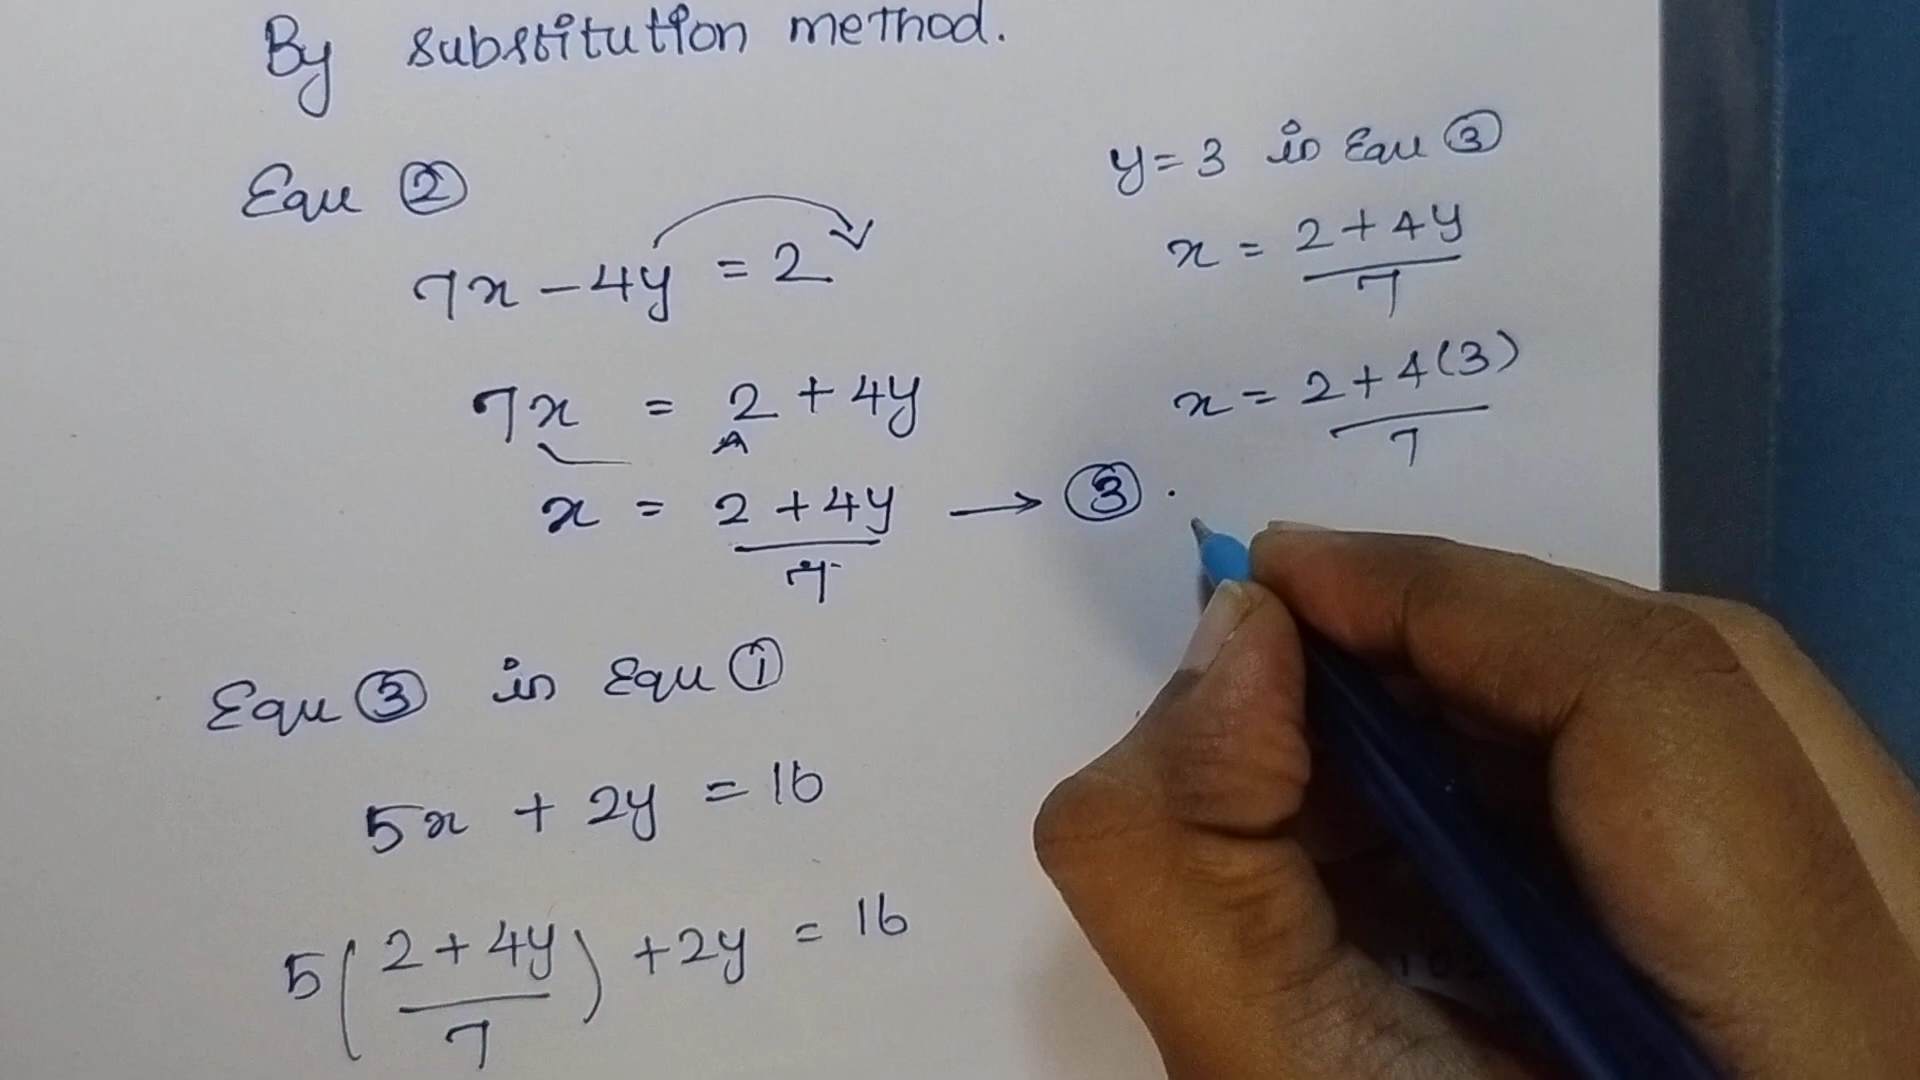 By substitution method.
Equ ②
7x - 4y = 2
7x = 2 + 4y
x = 2 + 4y → ③
7
Equ ③ in Equ ①
5x + 2y = 16
5(2 + 4y) + 2y = 16
7
y = 3 in Equ ③
x = 2 + 4y
7
x = 2 + 4(3)
7